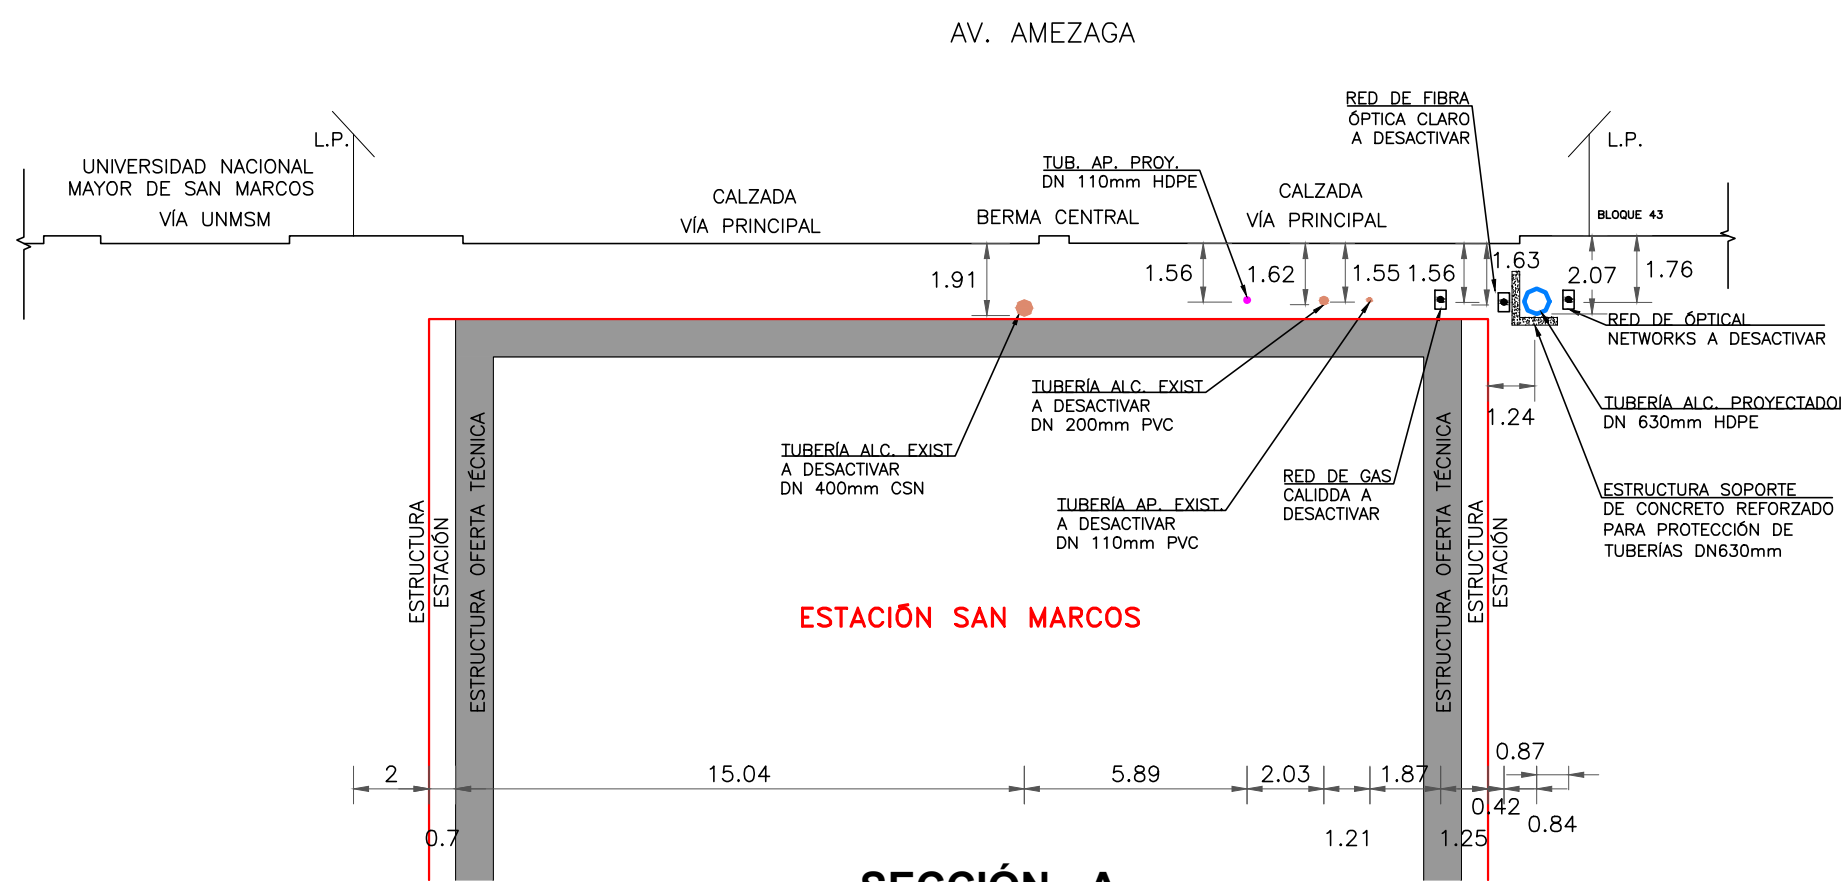 AV. AMEZAGA
RED DE FIBRA
ÓPTICA CLARO
A DESACTIVAR
L.P.
L.P.
UNIVERSIDAD NACIONAL
MAYOR DE SAN MARCOS
VÍA UNMSM
TUB. AP. PROY.
DN 110mm HDPE
CALZADA
VÍA PRINCIPAL
BERMA CENTRAL
CALZADA
VÍA PRINCIPAL
BLOQUE 43
1.91
1.56
1.62
1.55
1.56
1.63
2.07
1.76
RED DE ÓPTICAL
NETWORKS A DESACTIVAR
TUBERÍA ALC. EXIST
A DESACTIVAR
DN 200mm PVC
1.24
TUBERÍA ALC. PROYECTADO
DN 630mm HDPE
TUBERÍA ALC. EXIST
A DESACTIVAR
DN 400mm CSN
TUBERÍA AP. EXIST.
A DESACTIVAR
DN 110mm PVC
RED DE GAS
CALIDDA A
DESACTIVAR
ESTRUCTURA SOPORTE
DE CONCRETO REFORZADO
PARA PROTECCIÓN DE
TUBERÍAS DN630mm
ESTRUCTURA
ESTACIÓN
ESTRUCTURA OFERTA TÉCNICA
ESTRUCTURA OFERTA TÉCNICA
ESTRUCTURA
ESTACIÓN
ESTACIÓN SAN MARCOS
2
15.04
5.89
2.03
1.87
0.87
0.7
1.21
1.25
0.42
0.84
SECCIÓN A